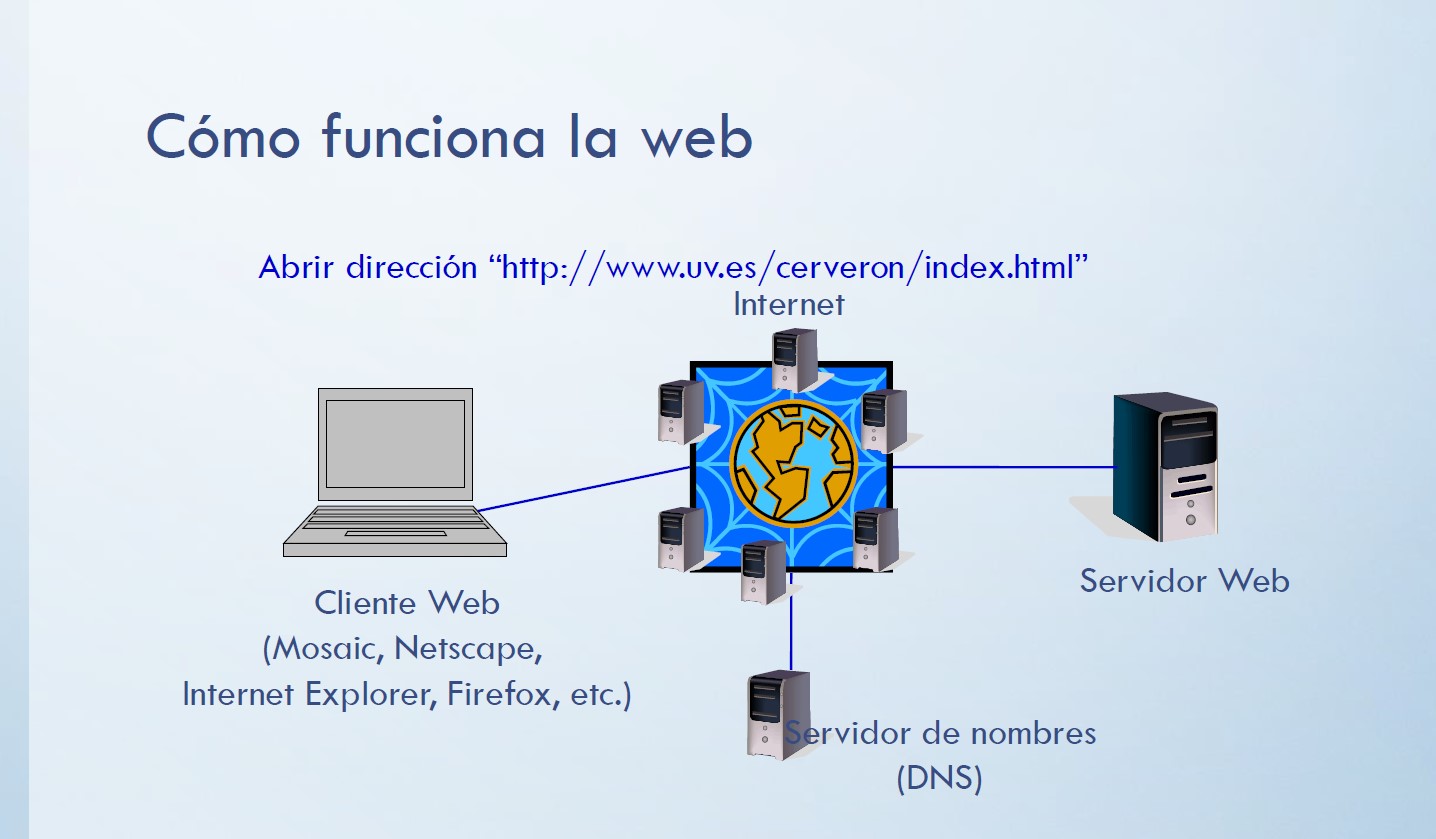 Cómo funciona la web
Abrir dirección “http://www.uv.es/cerveron/index.html”
Internet
Cliente Web
(Mosaic, Netscape,
Internet Explorer, Firefox, etc.)
Servidor Web
Servidor de nombres
(DNS)